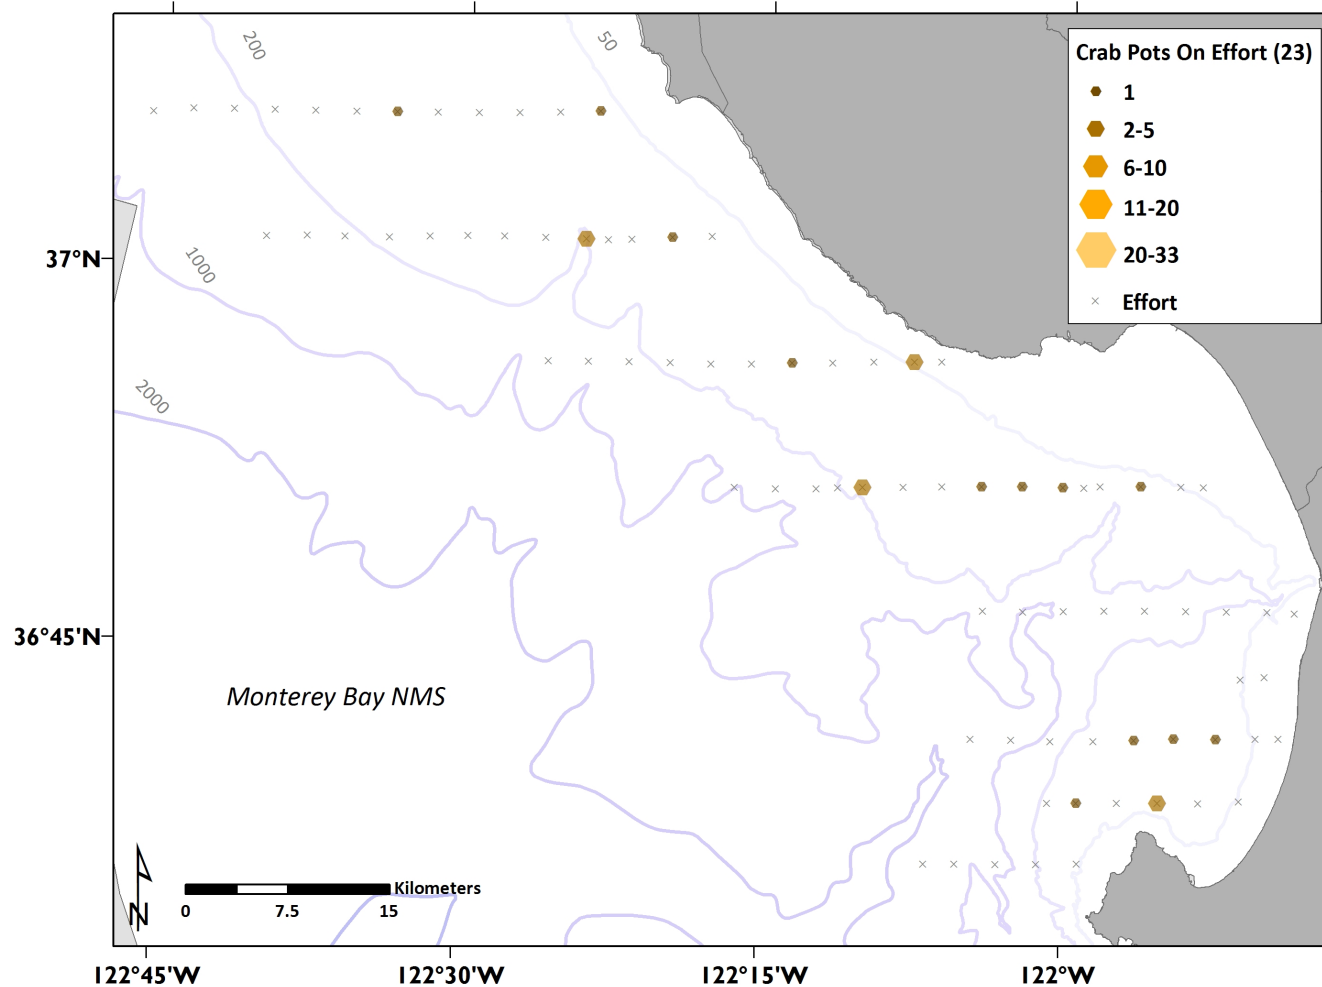 200
50
Crab Pots On Effort (23)
1
2-5
6-10
11-20
20-33
Effort
37°N
1000
2000
36°45'N
Monterey Bay NMS
N
Kilometers
0 7.5 15
122°45'W 122°30'W 122°15'W 122°W